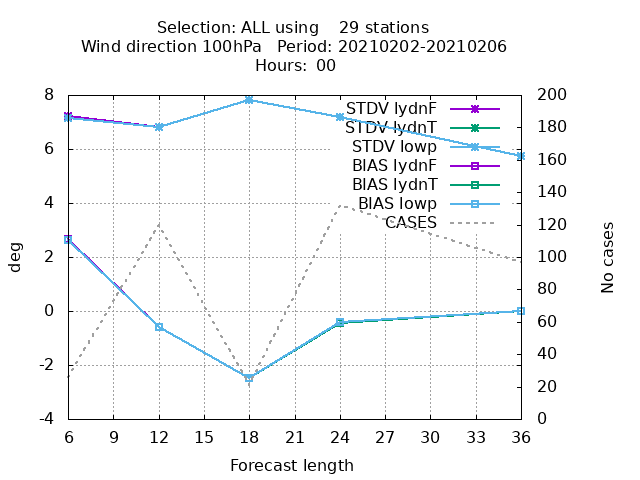 Selection: ALL using    29 stations
Wind direction 100hPa   Period: 20210202-20210206
Hours:  00
8
6
4
2
0
-2
-4
deg
200
180
160
140
120
100
80
60
40
20
0
No cases
STDV lydnF
STDV lydnT
STDV lowp
BIAS lydnF
BIAS lydnT
BIAS lowp
CASES
6 9 12 15 18 21 24 27 30 33 36
Forecast length